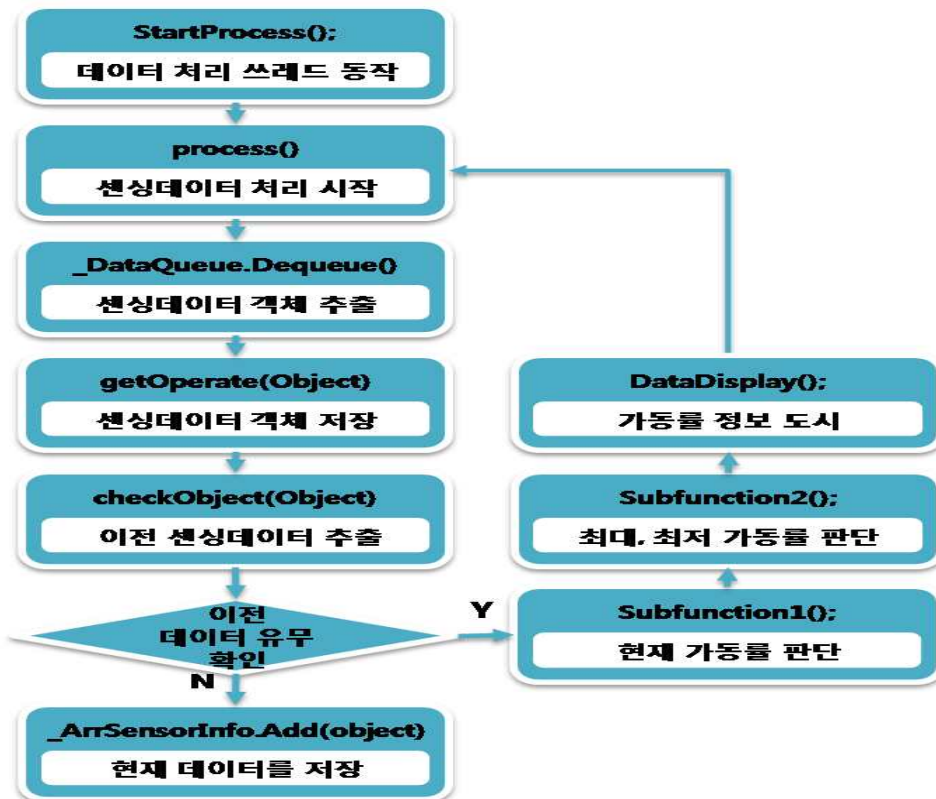 StartProcess();
데이터 처리 쓰레드 동작
process()
센싱데이터 처리 시작
_DataQueue.Dequeue()
센싱데이터 객체 추출
getOperate(Object)
센싱데이터 객체 저장
checkObject(Object)
이전 센싱데이터 추출
이전
데이터 유무
확인
Y
N
_ArrSensorInfo.Add(object)
현재 데이터를 저장
Subfunction1();
현재 가동률 판단
Subfunction2();
최대, 최저 가동률 판단
DataDisplay();
가동률 정보 도시